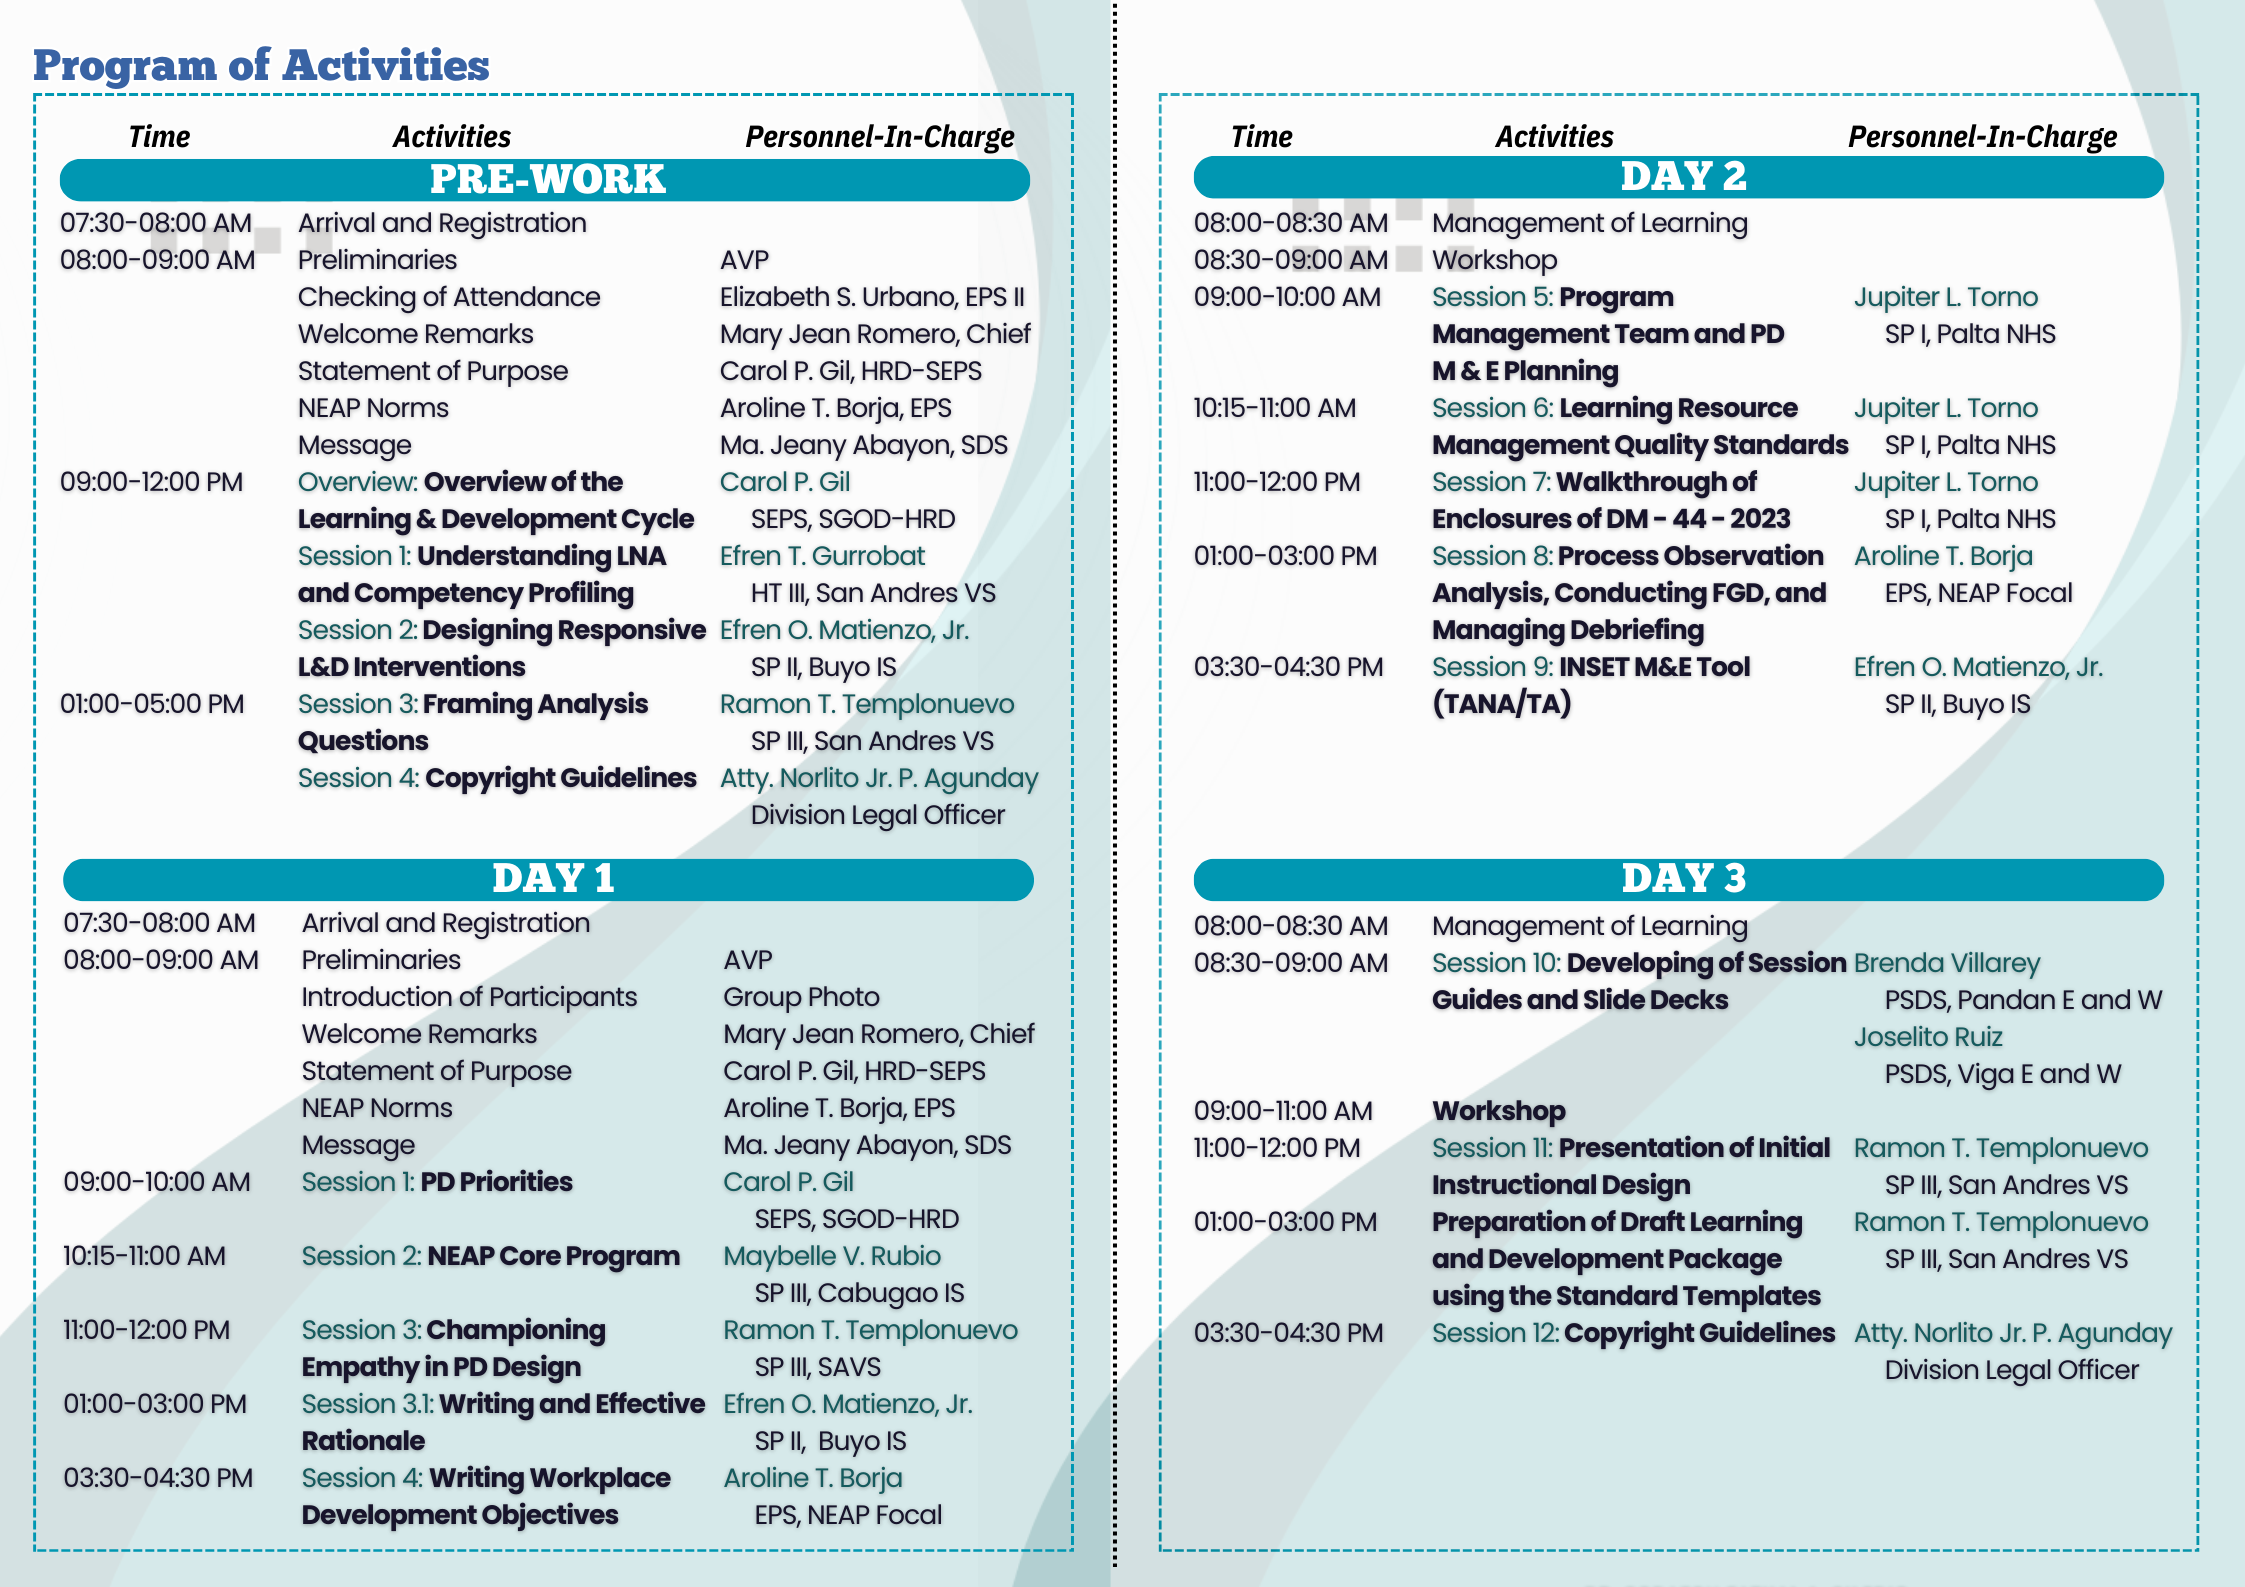 Program of Activities
Time Activities Personnel-In-Charge
PRE-WORK
07:30-08:00 AM Arrival and Registration
08:00-09:00 AM Preliminaries AVP
Checking of Attendance Elizabeth S. Urbano, EPS II
Welcome Remarks Mary Jean Romero, Chief
Statement of Purpose Carol P. Gil, HRD-SEPS
NEAP Norms Aroline T. Borja, EPS
Message Ma. Jeany Abayon, SDS
09:00-12:00 PM Overview: Overview of the Carol P. Gil
Learning & Development Cycle SEPS, SGOD-HRD
Session 1: Understanding LNA Efren T. Gurrobat
and Competency Profiling HT III, San Andres VS
Session 2: Designing Responsive Efren O. Matienzo, Jr.
L&D Interventions SP II, Buyo IS
01:00-05:00 PM Session 3: Framing Analysis Ramon T. Templonuevo
Questions SP III, San Andres VS
Session 4: Copyright Guidelines Atty. Norlito Jr. P. Agunday
Division Legal Officer
DAY 1
07:30-08:00 AM Arrival and Registration
08:00-09:00 AM Preliminaries AVP
Introduction of Participants Group Photo
Welcome Remarks Mary Jean Romero, Chief
Statement of Purpose Carol P. Gil, HRD-SEPS
NEAP Norms Aroline T. Borja, EPS
Message Ma. Jeany Abayon, SDS
09:00-10:00 AM Session 1: PD Priorities Carol P. Gil
SEPS, SGOD-HRD
10:15-11:00 AM Session 2: NEAP Core Program Maybelle V. Rubio
SP III, Cabugao IS
11:00-12:00 PM Session 3: Championing Ramon T. Templonuevo
Empathy in PD Design SP III, SAVS
01:00-03:00 PM Session 3.1: Writing and Effective Efren O. Matienzo, Jr.
Rationale SP II, Buyo IS
03:30-04:30 PM Session 4: Writing Workplace Aroline T. Borja
Development Objectives EPS, NEAP Focal
Time Activities Personnel-In-Charge
DAY 2
08:00-08:30 AM Management of Learning
08:30-09:00 AM Workshop
09:00-10:00 AM Session 5: Program Jupiter L. Torno
Management Team and PD SP I, Palta NHS
M & E Planning
10:15-11:00 AM Session 6: Learning Resource Jupiter L. Torno
Management Quality Standards SP I, Palta NHS
11:00-12:00 PM Session 7: Walkthrough of Jupiter L. Torno
Enclosures of DM - 44 - 2023 SP I, Palta NHS
01:00-03:00 PM Session 8: Process Observation Aroline T. Borja
Analysis, Conducting FGD, and EPS, NEAP Focal
Managing Debriefing
03:30-04:30 PM Session 9: INSET M&E Tool Efren O. Matienzo, Jr.
(TANA/TA) SP II, Buyo IS
DAY 3
08:00-08:30 AM Management of Learning
08:30-09:00 AM Session 10: Developing of Session Brenda Villarey
Guides and Slide Decks PSDS, Pandan E and W
Joselito Ruiz
PSDS, Viga E and W
09:00-11:00 AM Workshop
11:00-12:00 PM Session 11: Presentation of Initial Ramon T. Templonuevo
Instructional Design SP III, San Andres VS
01:00-03:00 PM Preparation of Draft Learning Ramon T. Templonuevo
and Development Package SP III, San Andres VS
using the Standard Templates
03:30-04:30 PM Session 12: Copyright Guidelines Atty. Norlito Jr. P. Agunday
Division Legal Officer